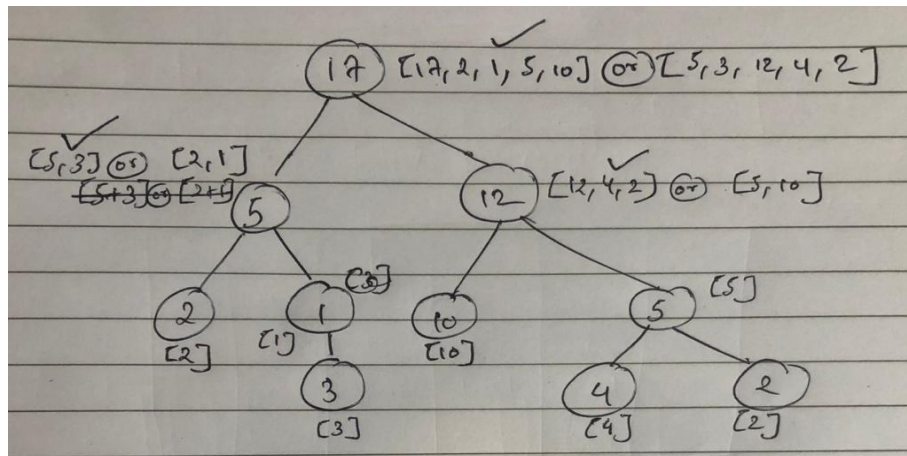 17 [17, 2, 1, 5, 10] or [5, 3, 12, 4, 2]
[5, 3] or [2, 1]
[5+3] or [2+1]
5
12 [12, 4, 2] or [5, 10]
[3]
[5]
2 1 10 5
[2] [1] [10]
3 4 2
[3] [4] [2]